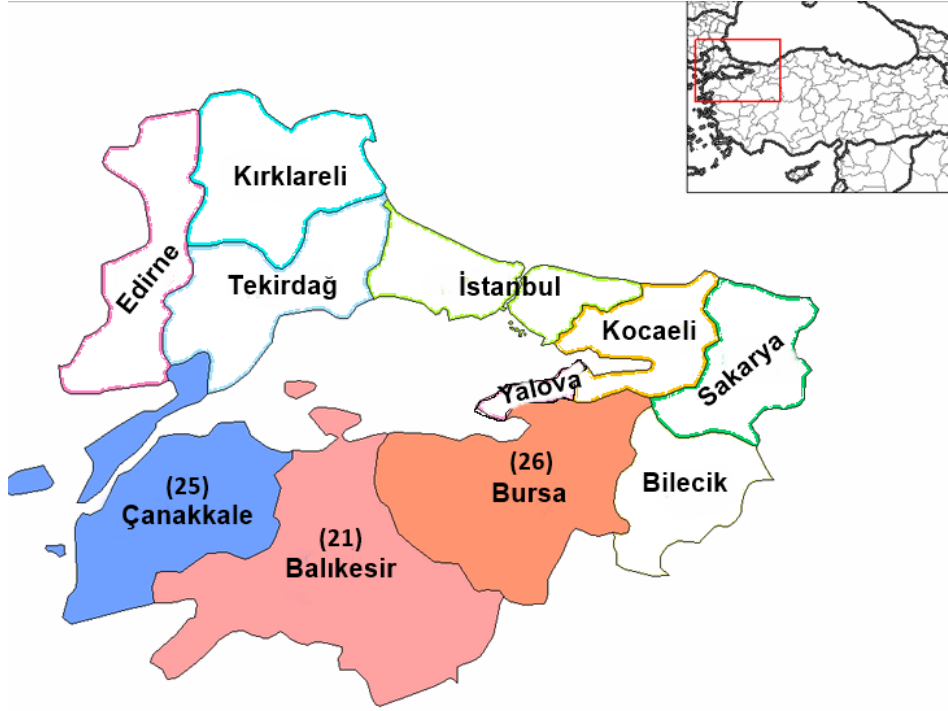 Kırklareli
Edirne
Tekirdağ
İstanbul
Kocaeli
Sakarya
Yalova
(25)
Çanakkale
(21)
Balıkesir
(26)
Bursa
Bilecik